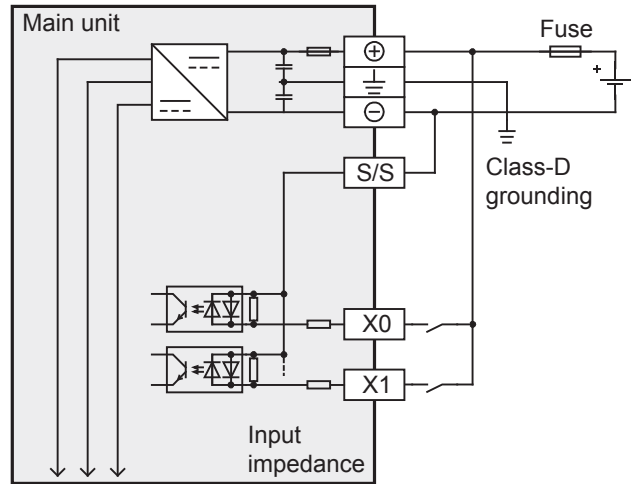 Main unit
Fuse
+
S/S
Class-D
grounding
X0
X1
Input
impedance